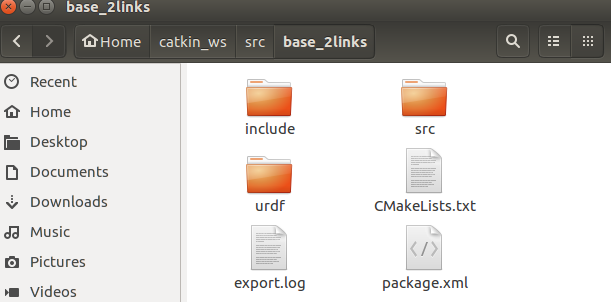 base_2links
Home catkin_ws src base_2links
Recent
Home
Desktop
Documents
Downloads
Music
Pictures
Videos
include
src
urdf
CMakeLists.txt
export.log
package.xml